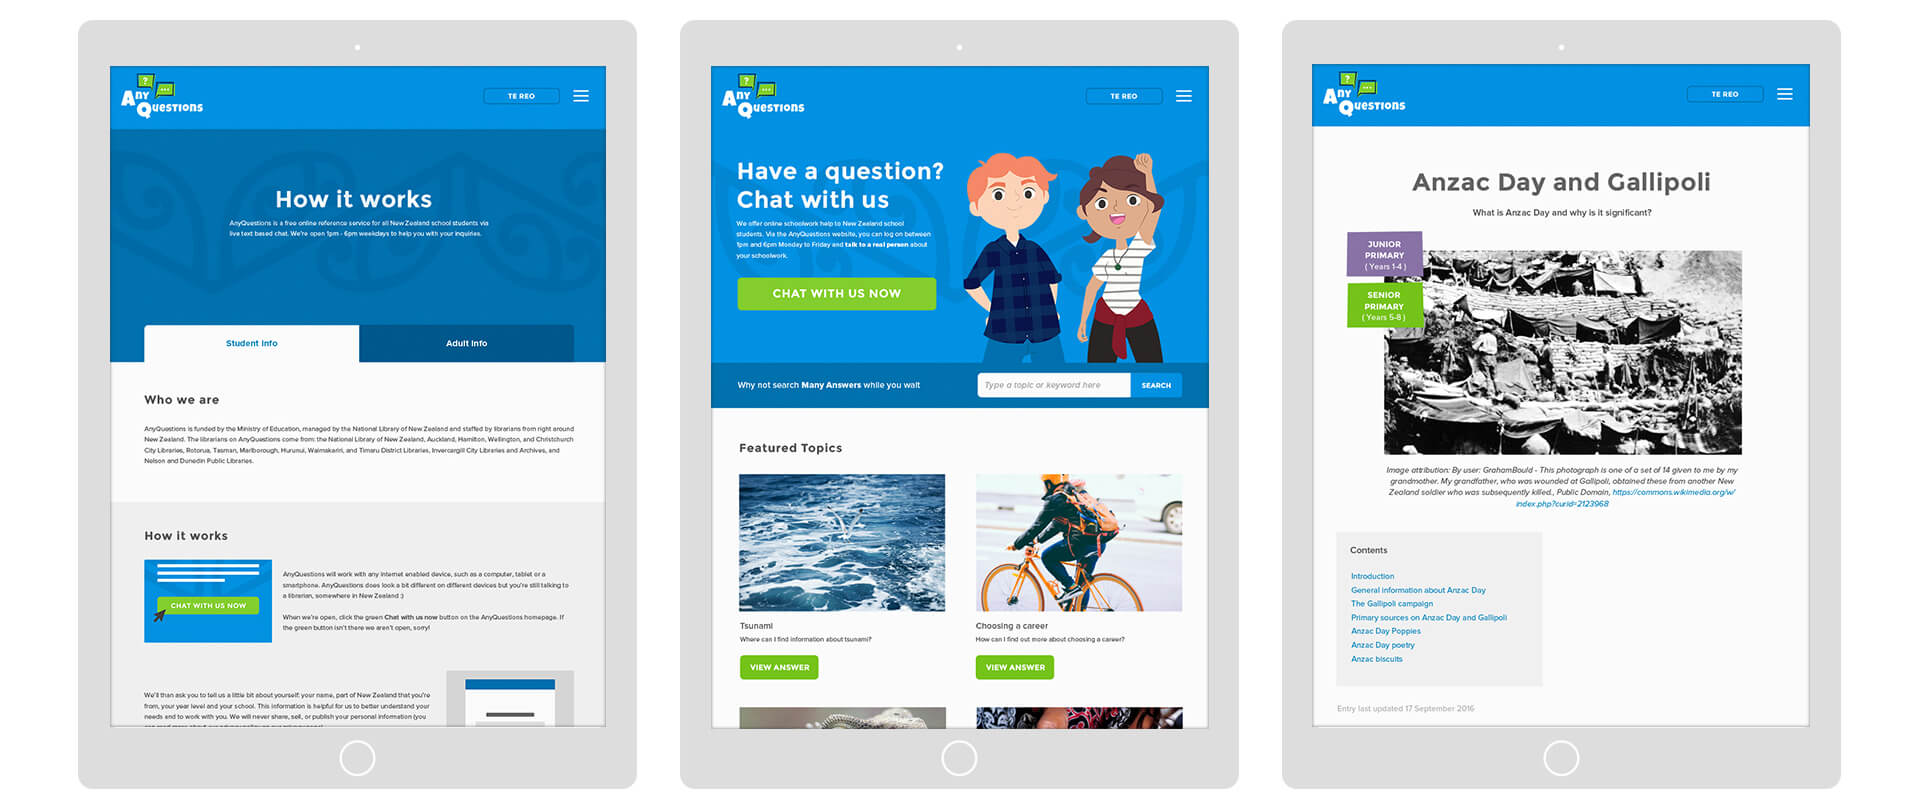 ?
...
Any
Questions
TE REO
How it works
AnyQuestions is a free online reference service for all New Zealand school students via
live text based chat. We're open 1pm - 6pm weekdays to help you with your inquiries.
Student info
Adult info
Who we are
AnyQuestions is funded by the Ministry of Education, managed by the National Library of New Zealand and staffed by librarians from right around
New Zealand. The librarians on AnyQuestions come from: the National Library of New Zealand, Auckland, Hamilton, Wellington, and Christchurch
City Libraries, Rotorua, Tasman, Marlborough, Hurunui, Waimakariri, and Timaru District Libraries, Invercargill City Libraries and Archives, and
Nelson and Dunedin Public Libraries.
How it works
CHAT WITH US NOW
AnyQuestions will work with any internet enabled device, such as a computer, tablet or a
smartphone. AnyQuestions does look a bit different on different devices but you're still talking to
a librarian, somewhere in New Zealand :)
When we're open, click the green Chat with us now button on the AnyQuestions homepage. If
the green button isn't there we aren't open, sorry!
We'll than ask you to tell us a little bit about yourself: your name, part of New Zealand that you're
from, your year level and your school. This information is helpful for us to better understand your
needs and to work with you. We will never share, sell, or publish your personal information (you
?
...
Any
Questions
TE REO
Have a question?
Chat with us
We offer online schoolwork help to New Zealand school
students. Via the AnyQuestions website, you can log on between
1pm and 6pm Monday to Friday and talk to a real person about
your schoolwork.
CHAT WITH US NOW
Why not search Many Answers while you wait
Type a topic or keyword here
SEARCH
Featured Topics
Tsunami
Where can I find information about tsunami?
VIEW ANSWER
Choosing a career
How can I find out more about choosing a career?
VIEW ANSWER
?
...
Any
Questions
TE REO
Anzac Day and Gallipoli
What is Anzac Day and why is it significant?
JUNIOR
PRIMARY
( Years 1-4 )
SENIOR
PRIMARY
( Years 5-8 )
Image attribution: By user: GrahamBould - This photograph is one of a set of 14 given to me by my
grandmother. My grandfather, who was wounded at Gallipoli, obtained these from another New
Zealand soldier who was subsequently killed., Public Domain, https://commons.wikimedia.org/w/
index.php?curid=2123968
Contents
Introduction
General information about Anzac Day
The Gallipoli campaign
Primary sources on Anzac Day and Gallipoli
Anzac Day Poppies
Anzac Day poetry
Anzac biscuits
Entry last updated 17 September 2016